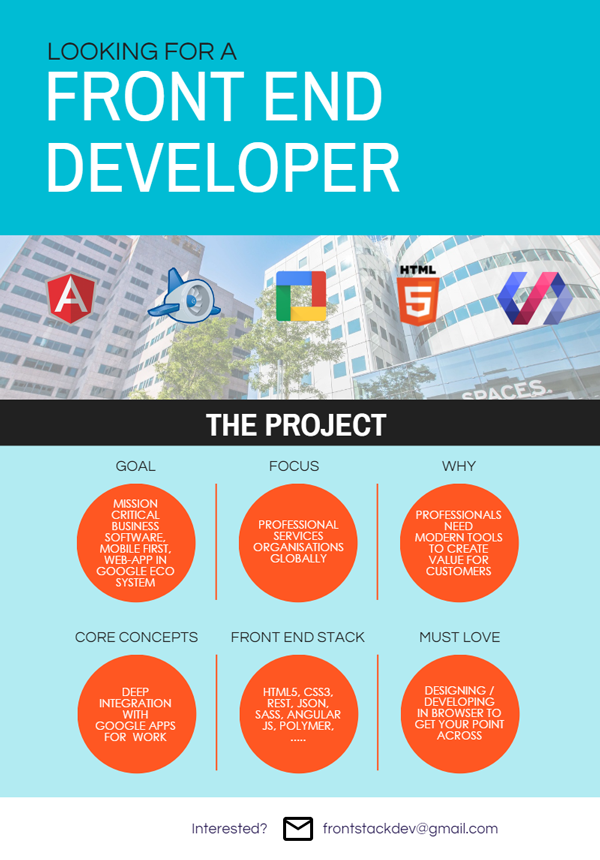 LOOKING FOR A
FRONT END
DEVELOPER
HTML
5
SPACES.
THE PROJECT
GOAL
MISSION
CRITICAL
BUSINESS
SOFTWARE,
MOBILE FIRST,
WEB-APP IN
GOOGLE ECO
SYSTEM
FOCUS
PROFESSIONAL
SERVICES
ORGANISATIONS
GLOBALLY
WHY
PROFESSIONALS
NEED
MODERN TOOLS
TO CREATE
VALUE FOR
CUSTOMERS
CORE CONCEPTS
DEEP
INTEGRATION
WITH
GOOGLE APPS
FOR WORK
FRONT END STACK
HTML5, CSS3,
REST, JSON,
SASS, ANGULAR
JS, POLYMER,
.....
MUST LOVE
DESIGNING /
DEVELOPING
IN BROWSER TO
GET YOUR POINT
ACROSS
Interested?
frontstackdev@gmail.com